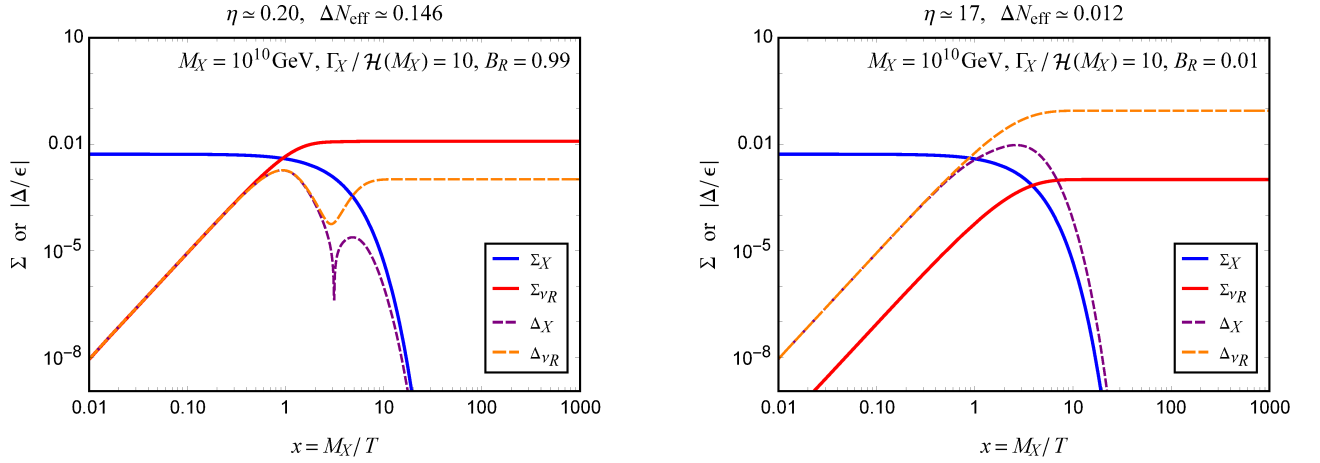 η ≃ 0.20, ΔN_eff ≃ 0.146
M_X = 10^10 GeV, Γ_X / ℋ(M_X) = 10, B_R = 0.99
Σ or |Δ/ϵ|
10
0.01
10^-5
10^-8
Σ_X
Σ_νR
Δ_X
Δ_νR
0.01 0.10 1 10 100 1000
x = M_X / T
η ≃ 17, ΔN_eff ≃ 0.012
M_X = 10^10 GeV, Γ_X / ℋ(M_X) = 10, B_R = 0.01
Σ or |Δ/ϵ|
10
0.01
10^-5
10^-8
Σ_X
Σ_νR
Δ_X
Δ_νR
0.01 0.10 1 10 100 1000
x = M_X / T